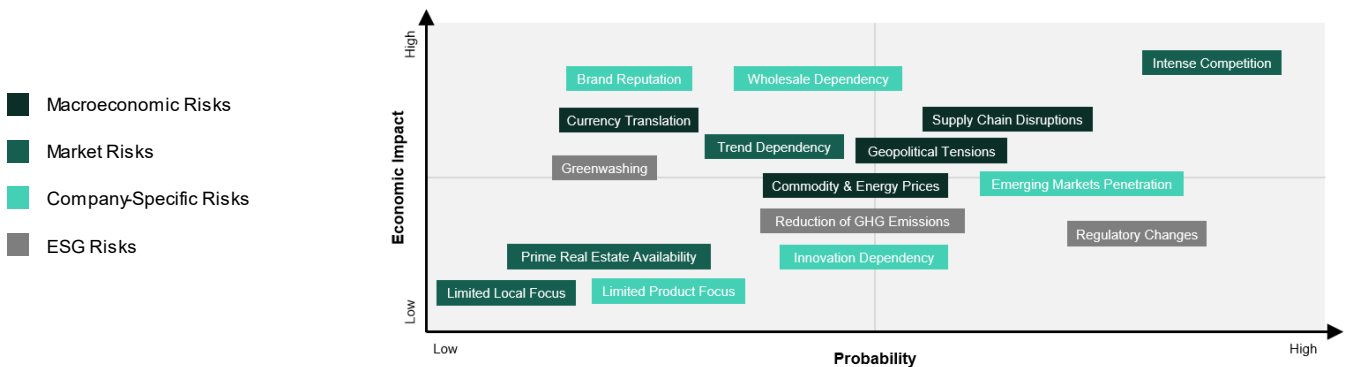 Macroeconomic Risks
Market Risks
Company-Specific Risks
ESG Risks
High
Economic Impact
Low
Intense Competition
Brand Reputation
Wholesale Dependency
Currency Translation
Supply Chain Disruptions
Trend Dependency
Geopolitical Tensions
Greenwashing
Commodity & Energy Prices
Emerging Markets Penetration
Reduction of GHG Emissions
Regulatory Changes
Prime Real Estate Availability
Innovation Dependency
Limited Local Focus
Limited Product Focus
Low
Probability
High